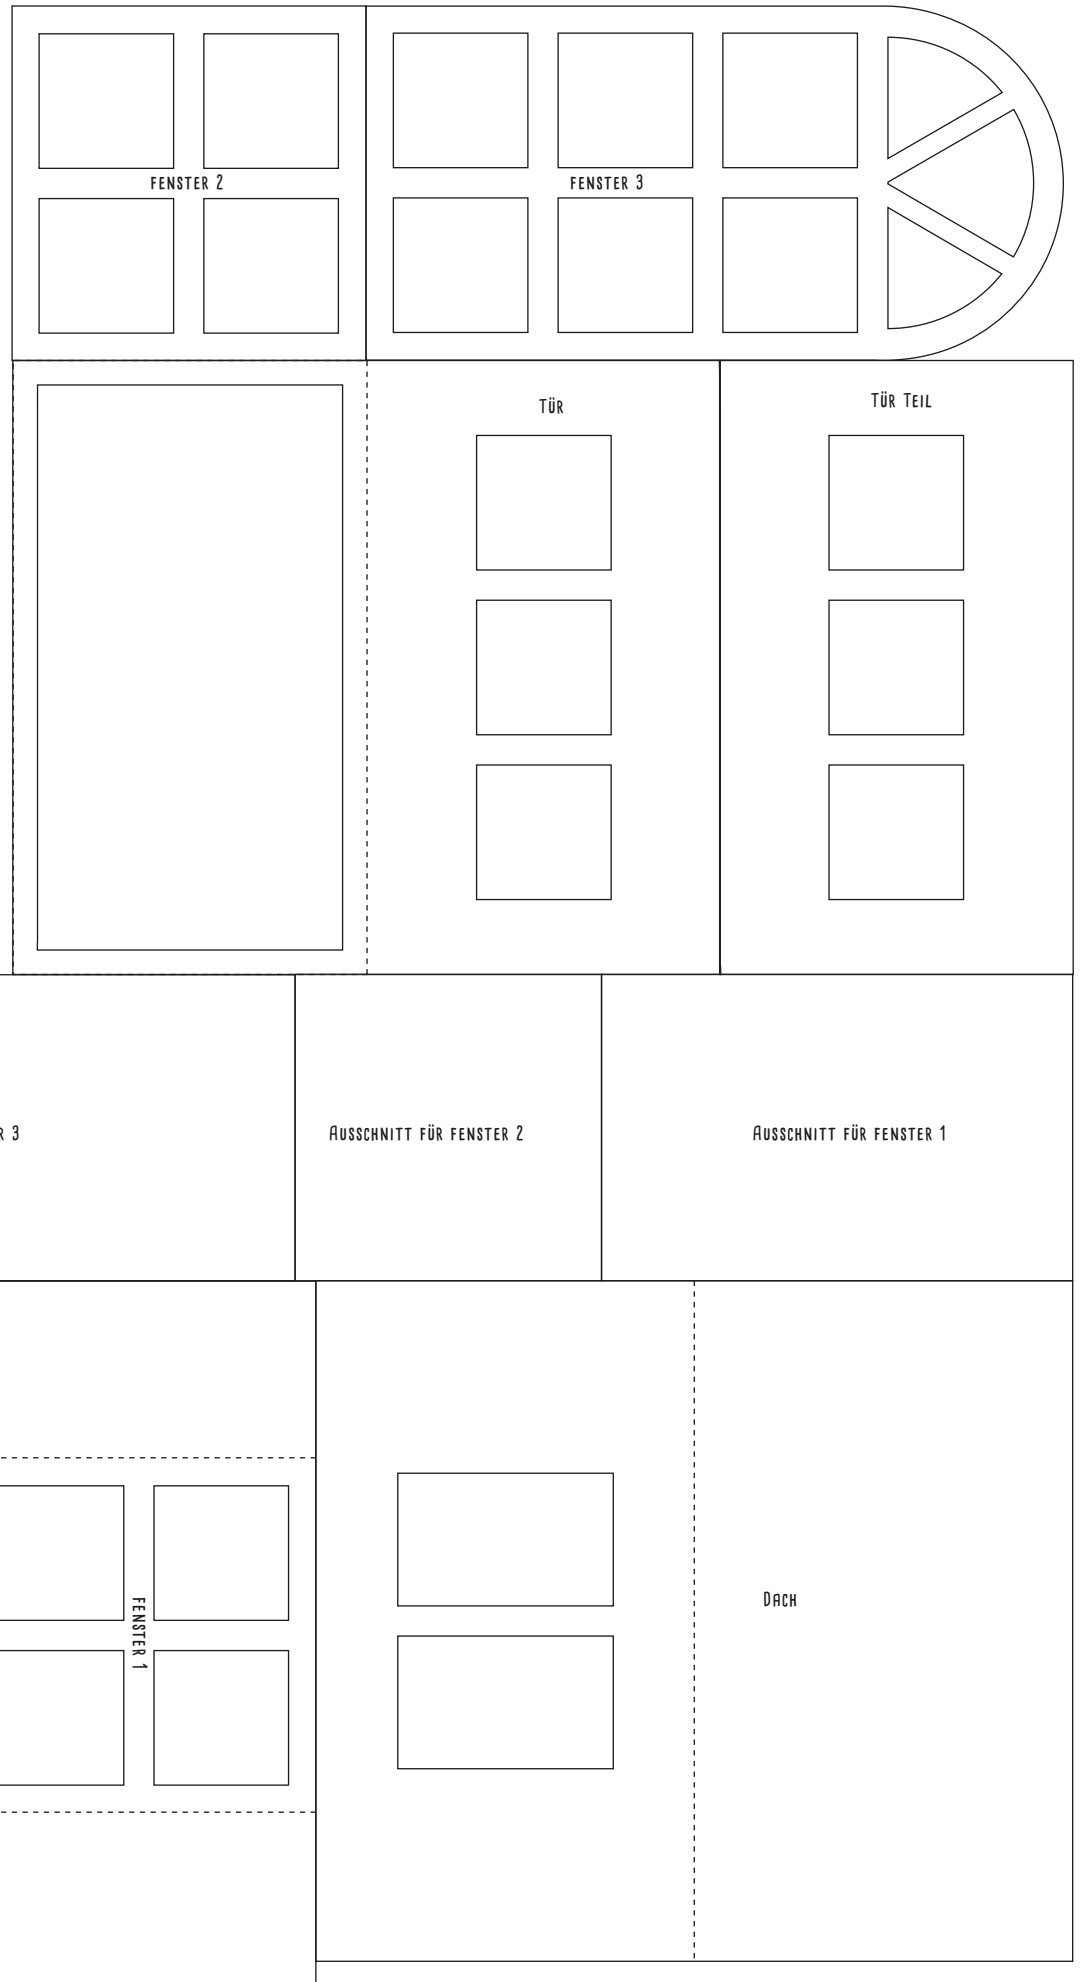 FENSTER 2
FENSTER 3
TÜR
TÜR TEIL
R 3
AUSSCHNITT FÜR FENSTER 2
AUSSCHNITT FÜR FENSTER 1
FENSTER 1
DACH